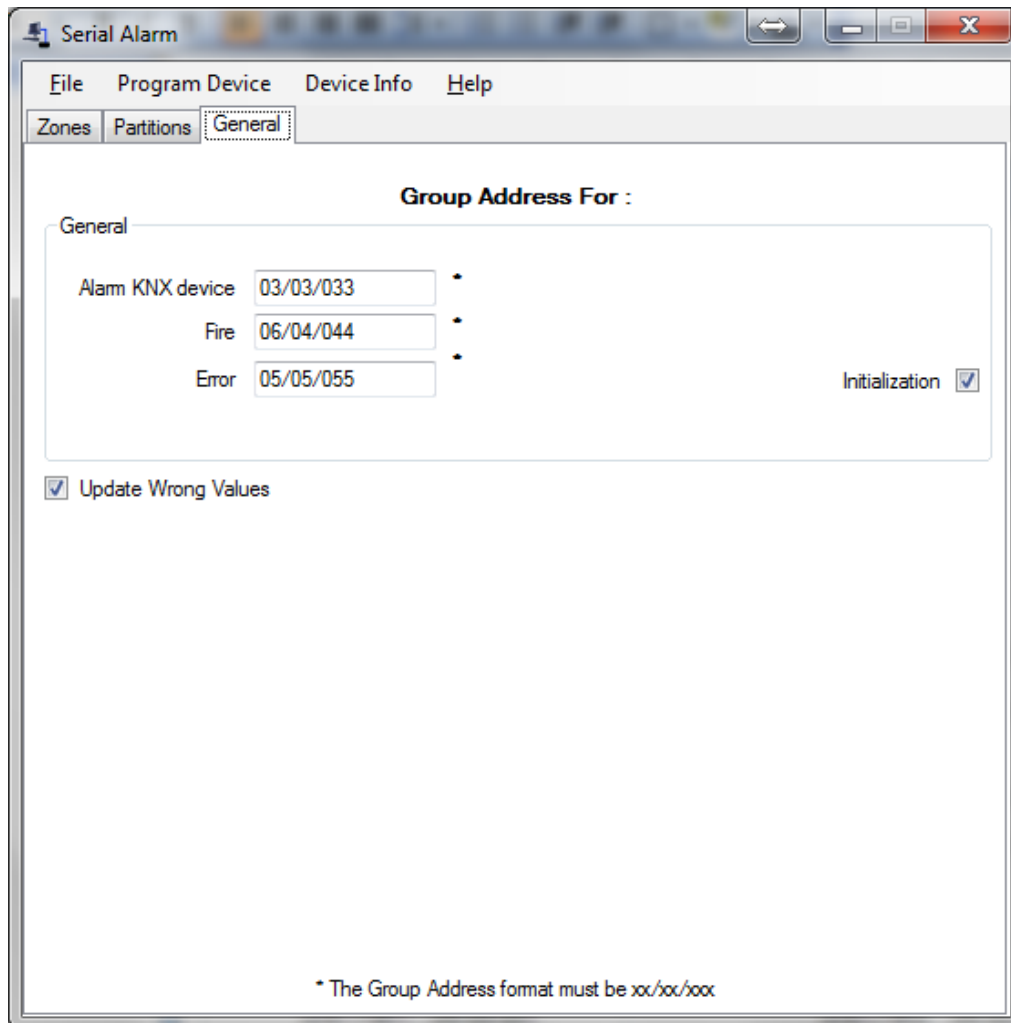 Serial Alarm
File Program Device Device Info Help
Zones Partitions General
Group Address For :
General
Alarm KNX device 03/03/033 *
Fire 06/04/044 *
Error 05/05/055 *
Initialization
Update Wrong Values
* The Group Address format must be xx/xx/xxx